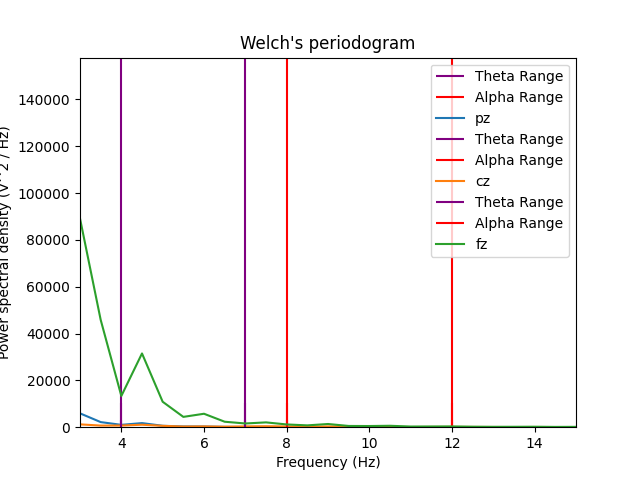 Welch's periodogram
Power spectral density (V**2 / Hz)
140000
120000
100000
80000
60000
40000
20000
0
4
6
8
10
12
14
Frequency (Hz)
Theta Range
Alpha Range
pz
Theta Range
Alpha Range
cz
Theta Range
Alpha Range
fz